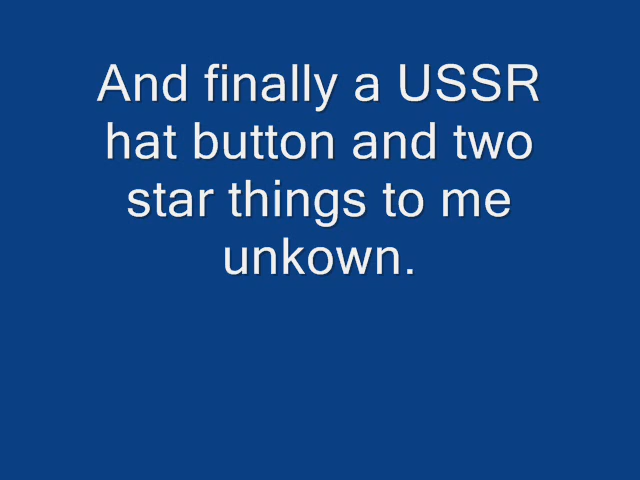 And finally a USSR
hat button and two
star things to me
unkown.